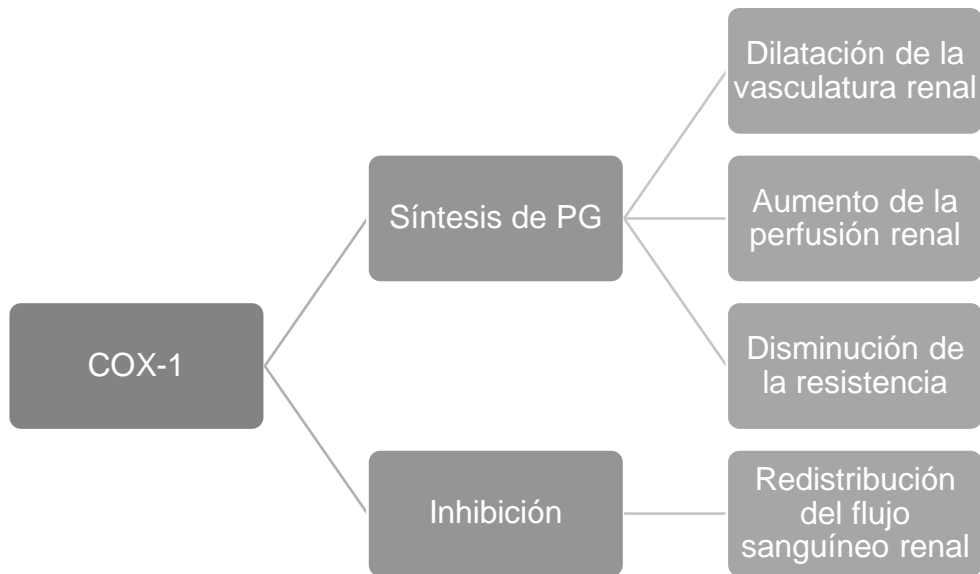 COX-1
Síntesis de PG
Dilatación de la
vasculatura renal
Aumento de la
perfusión renal
Disminución de
la resistencia
Inhibición
Redistribución
del flujo
sanguíneo renal